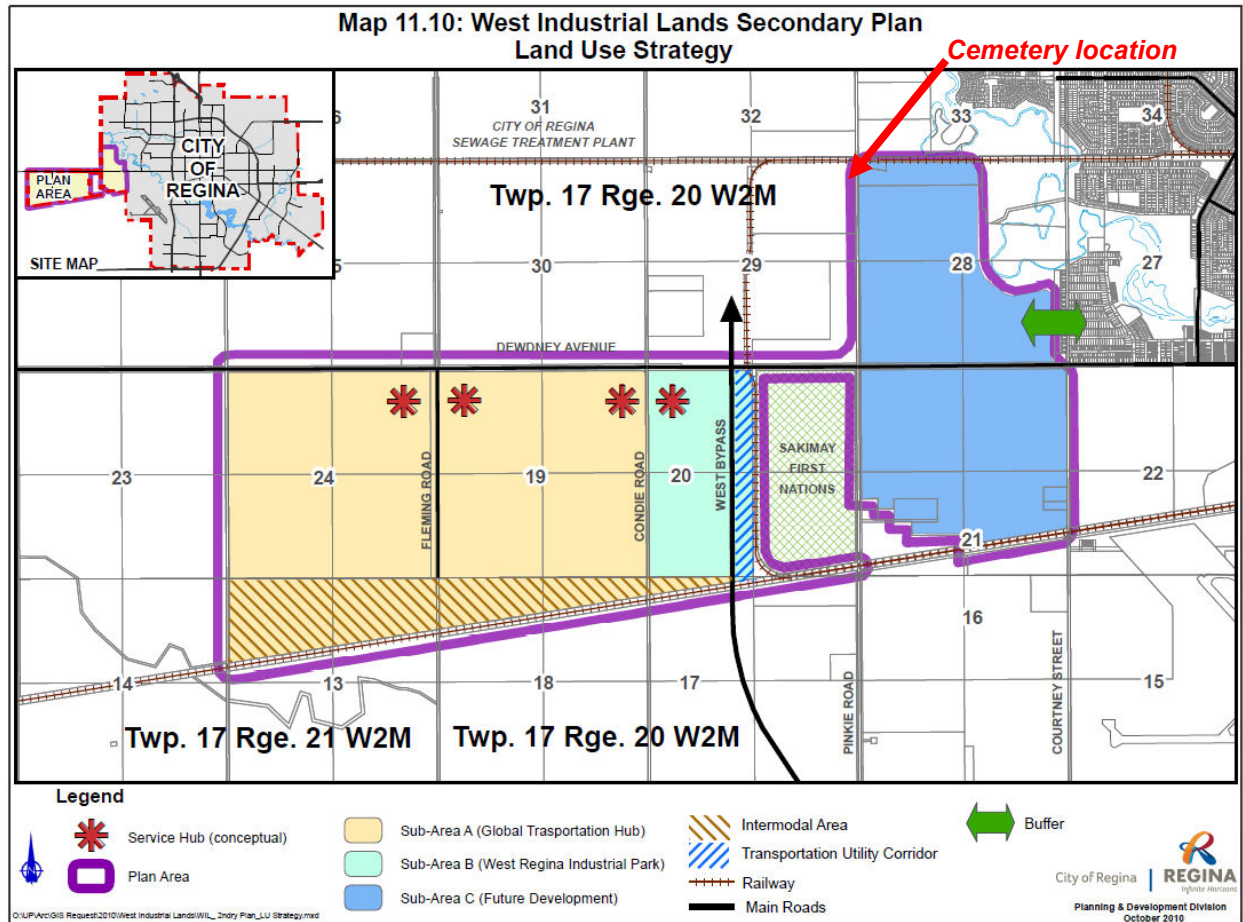 Map 11.10: West Industrial Lands Secondary Plan
Land Use Strategy
Cemetery location
CITY
OF
REGINA
PLAN
AREA
SITE MAP
6
31
CITY OF REGINA
SEWAGE TREATMENT PLANT
32
33
34
Twp. 17 Rge. 20 W2M
30
29
28
27
DEWDNEY AVENUE
23
24
FLEMING ROAD
19
CONDIE ROAD
20
WEST BYPASS
SAKIMAY
FIRST
NATIONS
21
22
14
13
18
17
16
15
PINKIE ROAD
COURTNEY STREET
Twp. 17 Rge. 21 W2M
Twp. 17 Rge. 20 W2M
Legend
Service Hub (conceptual)
Plan Area
Sub-Area A (Global Trasportation Hub)
Sub-Area B (West Regina Industrial Park)
Sub-Area C (Future Development)
Intermodal Area
Transportation Utility Corridor
Railway
Main Roads
Buffer
City of Regina
REGINA
Infinite Horizons
Planning & Development Division
October 2010